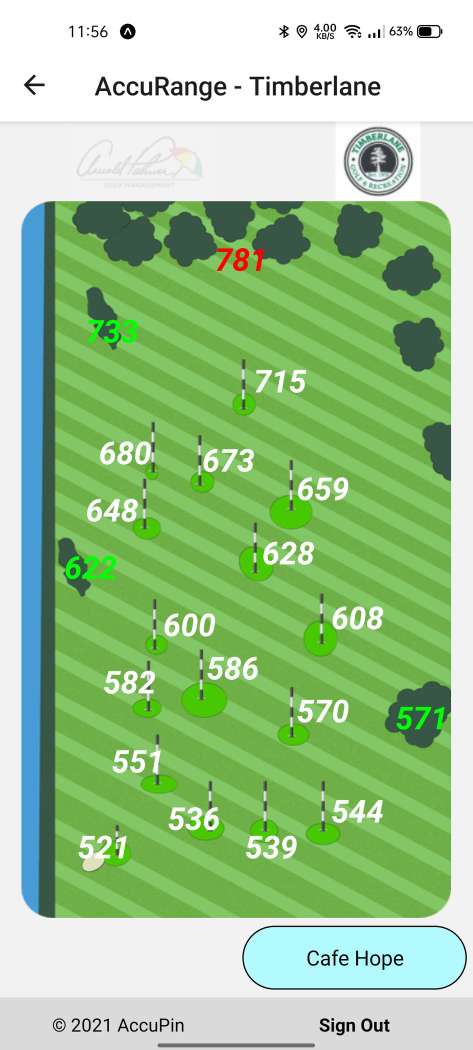 11:56 4.00 KB/S 63%
AccuRange - Timberlane
Arnold Palmer
GOLF MANAGEMENT
TIMBERLANE
GOLF & RECREATION
781
733
715
680 673
659
648
628
622
600 608
586
582
570
571
551
544
536
539
521
Cafe Hope
© 2021 AccuPin Sign Out